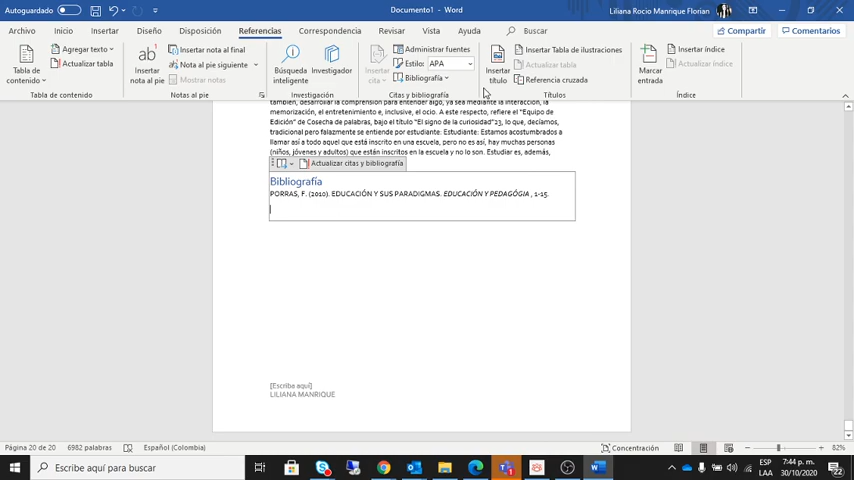 Autoguardado
Documento1 - Word
Liliana Rocio Manrique Florian
Archivo Inicio Insertar Dibujo Diseño Disposición Referencias Correspondencia Revisar Vista Ayuda Buscar Compartir Comentarios
Tabla de contenido
Agregar texto
Actualizar tabla
Tabla de contenido
Insertar nota al pie
Insertar nota al final
Nota al pie siguiente
Mostrar notas
Notas al pie
Búsqueda inteligente
Investigador
Investigación
Insertar cita
Administrar fuentes
Estilo: APA
Bibliografía
Citas y bibliografía
Insertar título
Insertar Tabla de ilustraciones
Actualizar tabla
Referencia cruzada
Títulos
Marcar entrada
Insertar índice
Actualizar índice
Índice
también, desarrollar la comprensión para entender algo, ya sea mediante la interacción, la
memorización, el entretenimiento e, inclusive, el ocio. A este respecto, refiere el "Equipo de
Edición" de Cosecha de palabras, bajo el título "El signo de la curiosidad"23, lo que, decíamos,
tradicional pero falazmente se entiende por estudiante: Estudiante: Estamos acostumbrados a
llamar así a todo aquel que está inscrito en una escuela, pero no es así, hay muchas personas
(niños, jóvenes y adultos) que están inscritos en la escuela y no lo son. Estudiar es, además,
Actualizar citas y bibliografía
Bibliografía
PORRAS, F. (2010). EDUCACIÓN Y SUS PARADIGMAS. EDUCACIÓN Y PEDAGÓGIA , 1-15.
[Escriba aquí]
LILIANA MANRIQUE
Página 20 de 20 6982 palabras Español (Colombia) Concentración 82%
Escribe aquí para buscar
ESP
LAA
7:44 p. m.
30/10/2020
22